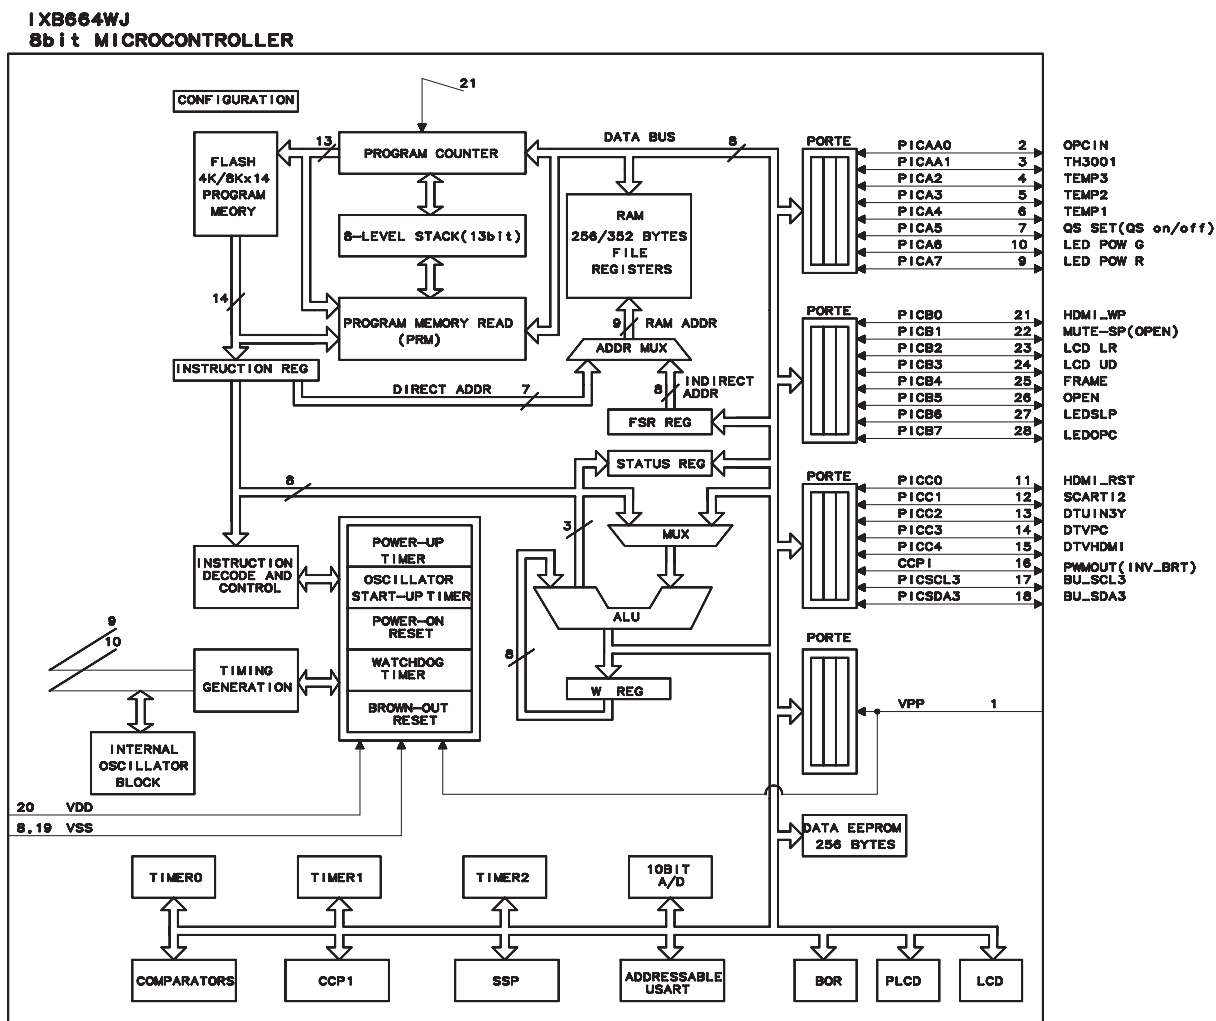 IXB664WJ
8bit MICROCONTROLLER
CONFIGURATION
21
FLASH
4K/8Kx14
PROGRAM
MEORY
13
PROGRAM COUNTER
8-LEVEL STACK(13bit)
PROGRAM MEMORY READ
(PRM)
14
INSTRUCTION REG
DATA BUS
8
RAM
256/352 BYTES
FILE
REGISTERS
9
RAM ADDR
ADDR MUX
DIRECT ADDR
7
8
INDIRECT
ADDR
FSR REG
STATUS REG
8
3
MUX
ALU
8
W REG
INSTRUCTION
DECODE AND
CONTROL
POWER-UP
TIMER
OSCILLATOR
START-UP TIMER
POWER-ON
RESET
WATCHDOG
TIMER
BROWN-OUT
RESET
9
10
TIMING
GENERATION
INTERNAL
OSCILLATOR
BLOCK
20 VDD
8,19 VSS
PORTE
PICAA0 2 OPCIN
PICAA1 3 TH3001
PICA2 4 TEMP3
PICA3 5 TEMP2
PICA4 6 TEMP1
PICA5 7 QS SET(QS on/off)
PICA6 10 LED POW G
PICA7 9 LED POW R
PICB0 21 HDMI_WP
PORTE
PICB1 22 MUTE-SP(OPEN)
PICB2 23 LCD LR
PICB3 24 LCD UD
PICB4 25 FRAME
PICB5 26 OPEN
PICB6 27 LEDSLP
PICB7 28 LEDOPC
PORTE
PICC0 11 HDMI_RST
PICC1 12 SCARTI2
PICC2 13 DTUIN3Y
PICC3 14 DTVPC
PICC4 15 DTVHDMI
CCPI 16 PWMOUT(INV_BRT)
PICSCL3 17 BU_SCL3
PICSDA3 18 BU_SDA3
PORTE
VPP 1
DATA EEPROM
256 BYTES
TIMER0
TIMER1
TIMER2
10BIT
A/D
COMPARATORS
CCP1
SSP
ADDRESSABLE
USART
BOR
PLCD
LCD